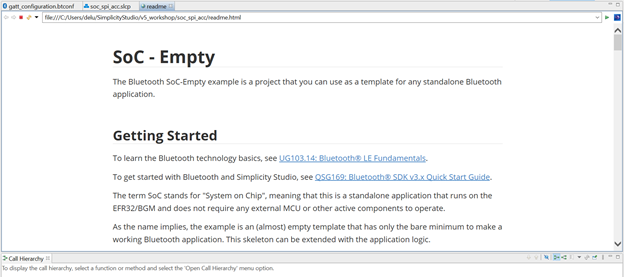 gatt_configuration.btconf soc_spi_acc.slcp readme
file:///C:/Users/delu/SimplicityStudio/v5_workshop/soc_spi_acc/readme.html
SoC - Empty
The Bluetooth SoC-Empty example is a project that you can use as a template for any standalone Bluetooth
application.
Getting Started
To learn the Bluetooth technology basics, see UG103.14: Bluetooth® LE Fundamentals.
To get started with Bluetooth and Simplicity Studio, see QSG169: Bluetooth® SDK v3.x Quick Start Guide.
The term SoC stands for "System on Chip", meaning that this is a standalone application that runs on the
EFR32/BGM and does not require any external MCU or other active components to operate.
As the name implies, the example is an (almost) empty template that has only the bare minimum to make a
working Bluetooth application. This skeleton can be extended with the application logic.
Call Hierarchy
To display the call hierarchy, select a function or method and select the 'Open Call Hierarchy' menu option.